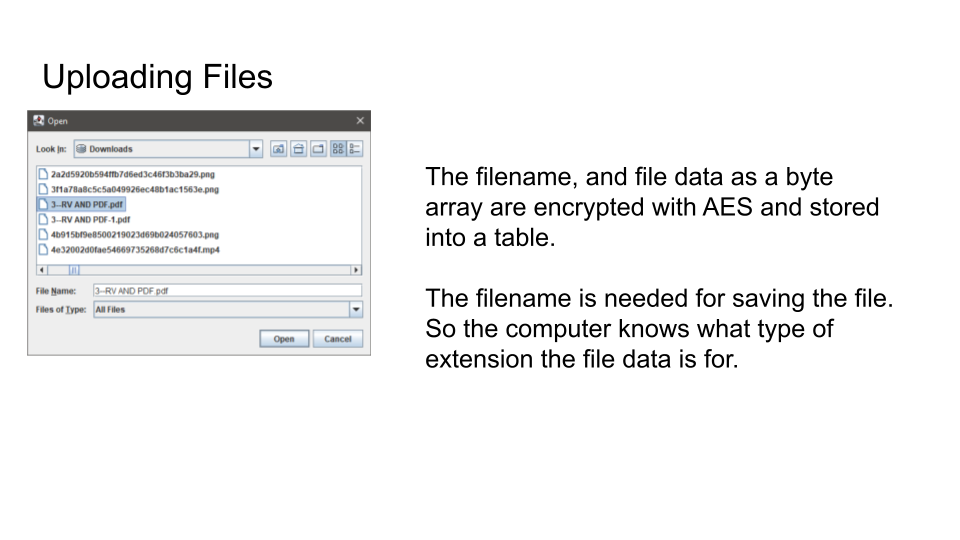 Uploading Files
Open
Look In: Downloads
2a2d5920b594ffb7d6ed3c46f3b3ba29.png
3f1a78a8c5c5a049926ec48b1ac1563e.png
3--RV AND PDF.pdf
3--RV AND PDF-1.pdf
4b915bf9e8500219023d69b024057603.png
4e32002d0fae54669735268d7c6c1a4f.mp4
File Name: 3--RV AND PDF.pdf
Files of Type: All Files
Open Cancel
The filename, and file data as a byte
array are encrypted with AES and stored
into a table.
The filename is needed for saving the file.
So the computer knows what type of
extension the file data is for.